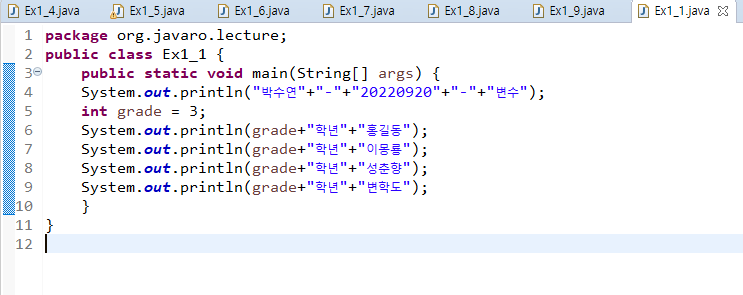 Ex1_4.java Ex1_5.java Ex1_6.java Ex1_7.java Ex1_8.java Ex1_9.java Ex1_1.java
1 package org.javaro.lecture;
2 public class Ex1_1 {
3 public static void main(String[] args) {
4 System.out.println("박수연"+"-"+"20220920"+"-"+"변수");
5 int grade = 3;
6 System.out.println(grade+"학년"+"홍길동");
7 System.out.println(grade+"학년"+"이몽룡");
8 System.out.println(grade+"학년"+"성춘향");
9 System.out.println(grade+"학년"+"변학도");
10 }
11 }
12